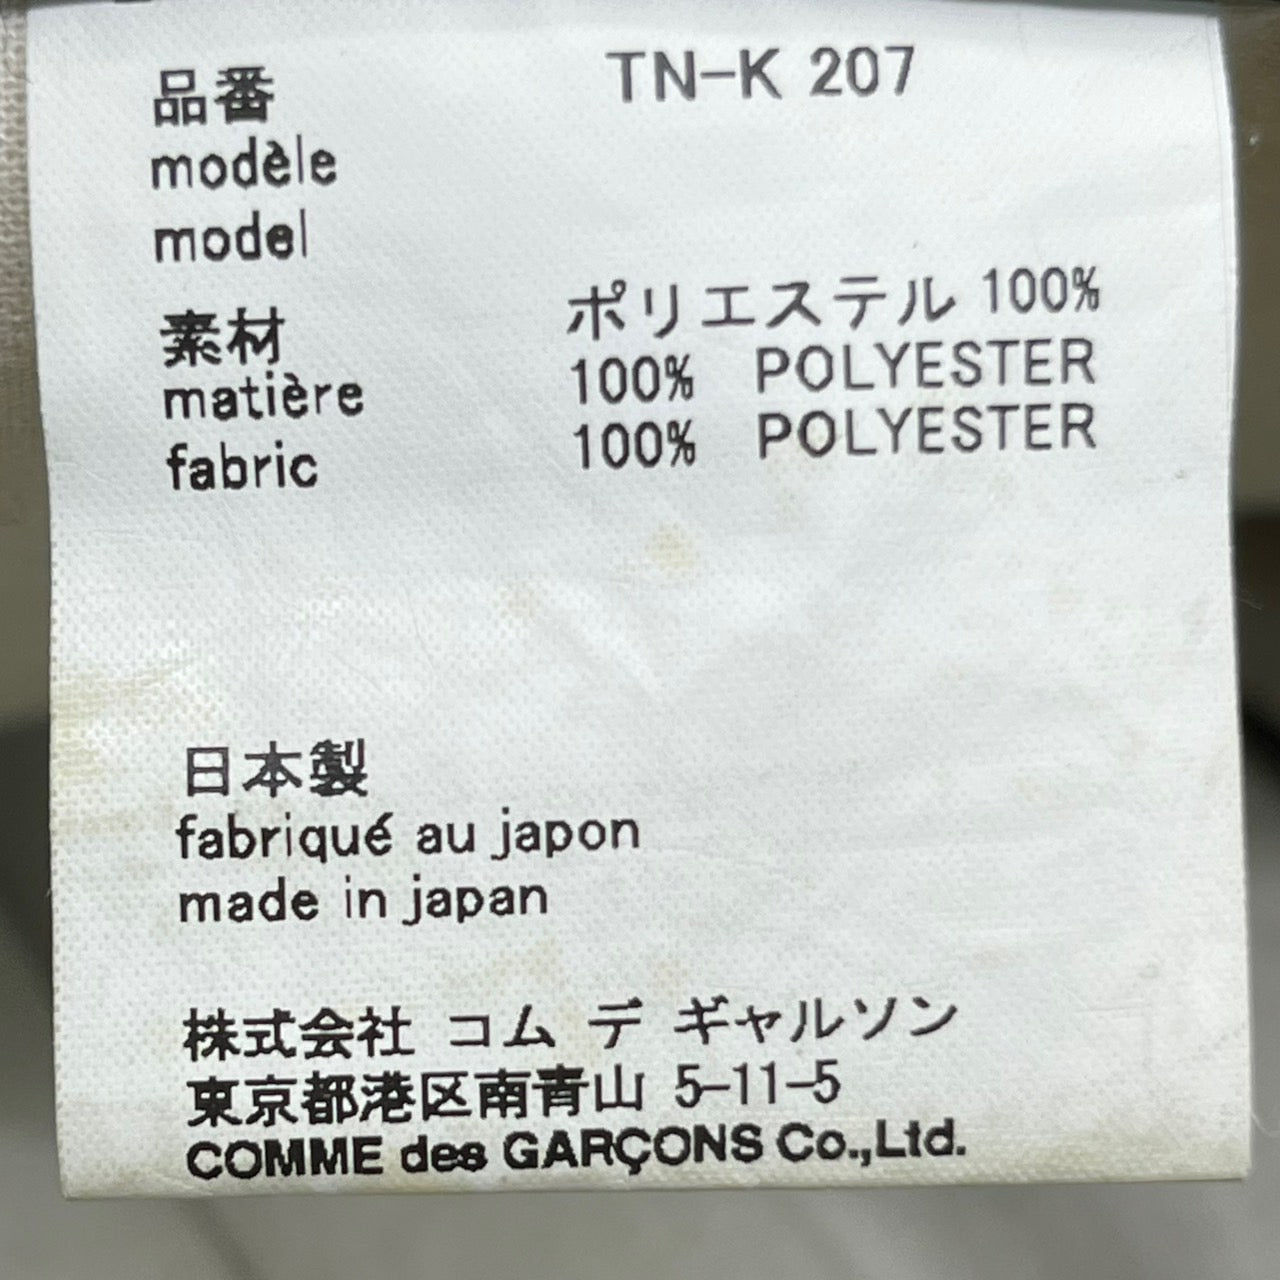 品番 TN-K 207
modèle
model
素材 ポリエステル 100%
matière 100% POLYESTER
fabric 100% POLYESTER
日本製
fabriqué au japon
made in japan
株式会社 コム デ ギャルソン
東京都港区南青山 5-11-5
COMME des GARÇONS Co.,Ltd.